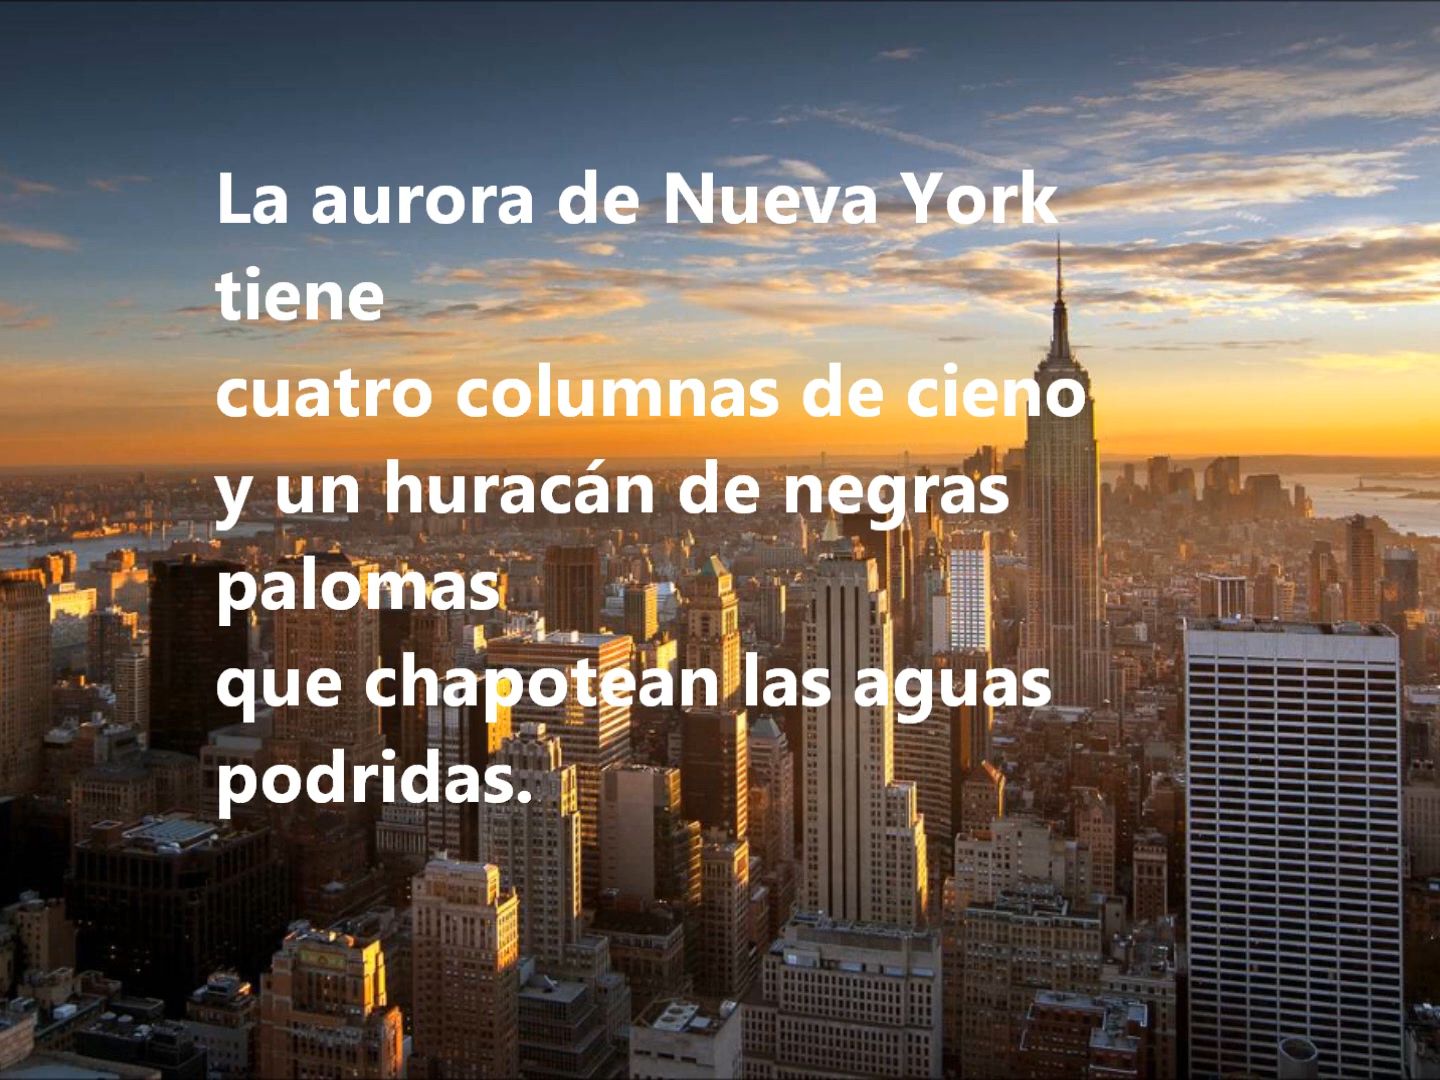 La aurora de Nueva York
tiene
cuatro columnas de cieno
y un huracán de negras
palomas
que chapotean las aguas
podridas.